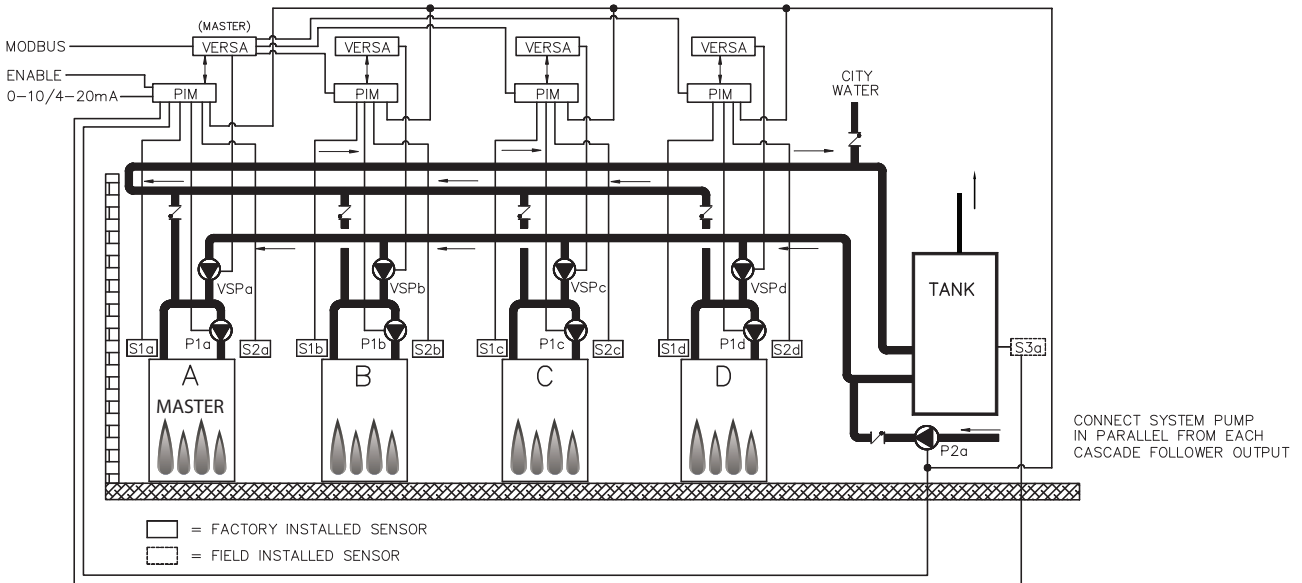 (MASTER)
MODBUS
VERSA
VERSA
VERSA
VERSA
ENABLE
0-10/4-20mA
PIM
PIM
PIM
PIM
CITY
WATER
VSPa
VSPb
VSPc
VSPd
TANK
P1a
P1b
P1c
P1d
S1a
S2a
S1b
S2b
S1c
S2c
S1d
S2d
S3a
A
B
C
D
MASTER
P2a
CONNECT SYSTEM PUMP
IN PARALLEL FROM EACH
CASCADE FOLLOWER OUTPUT
= FACTORY INSTALLED SENSOR
= FIELD INSTALLED SENSOR